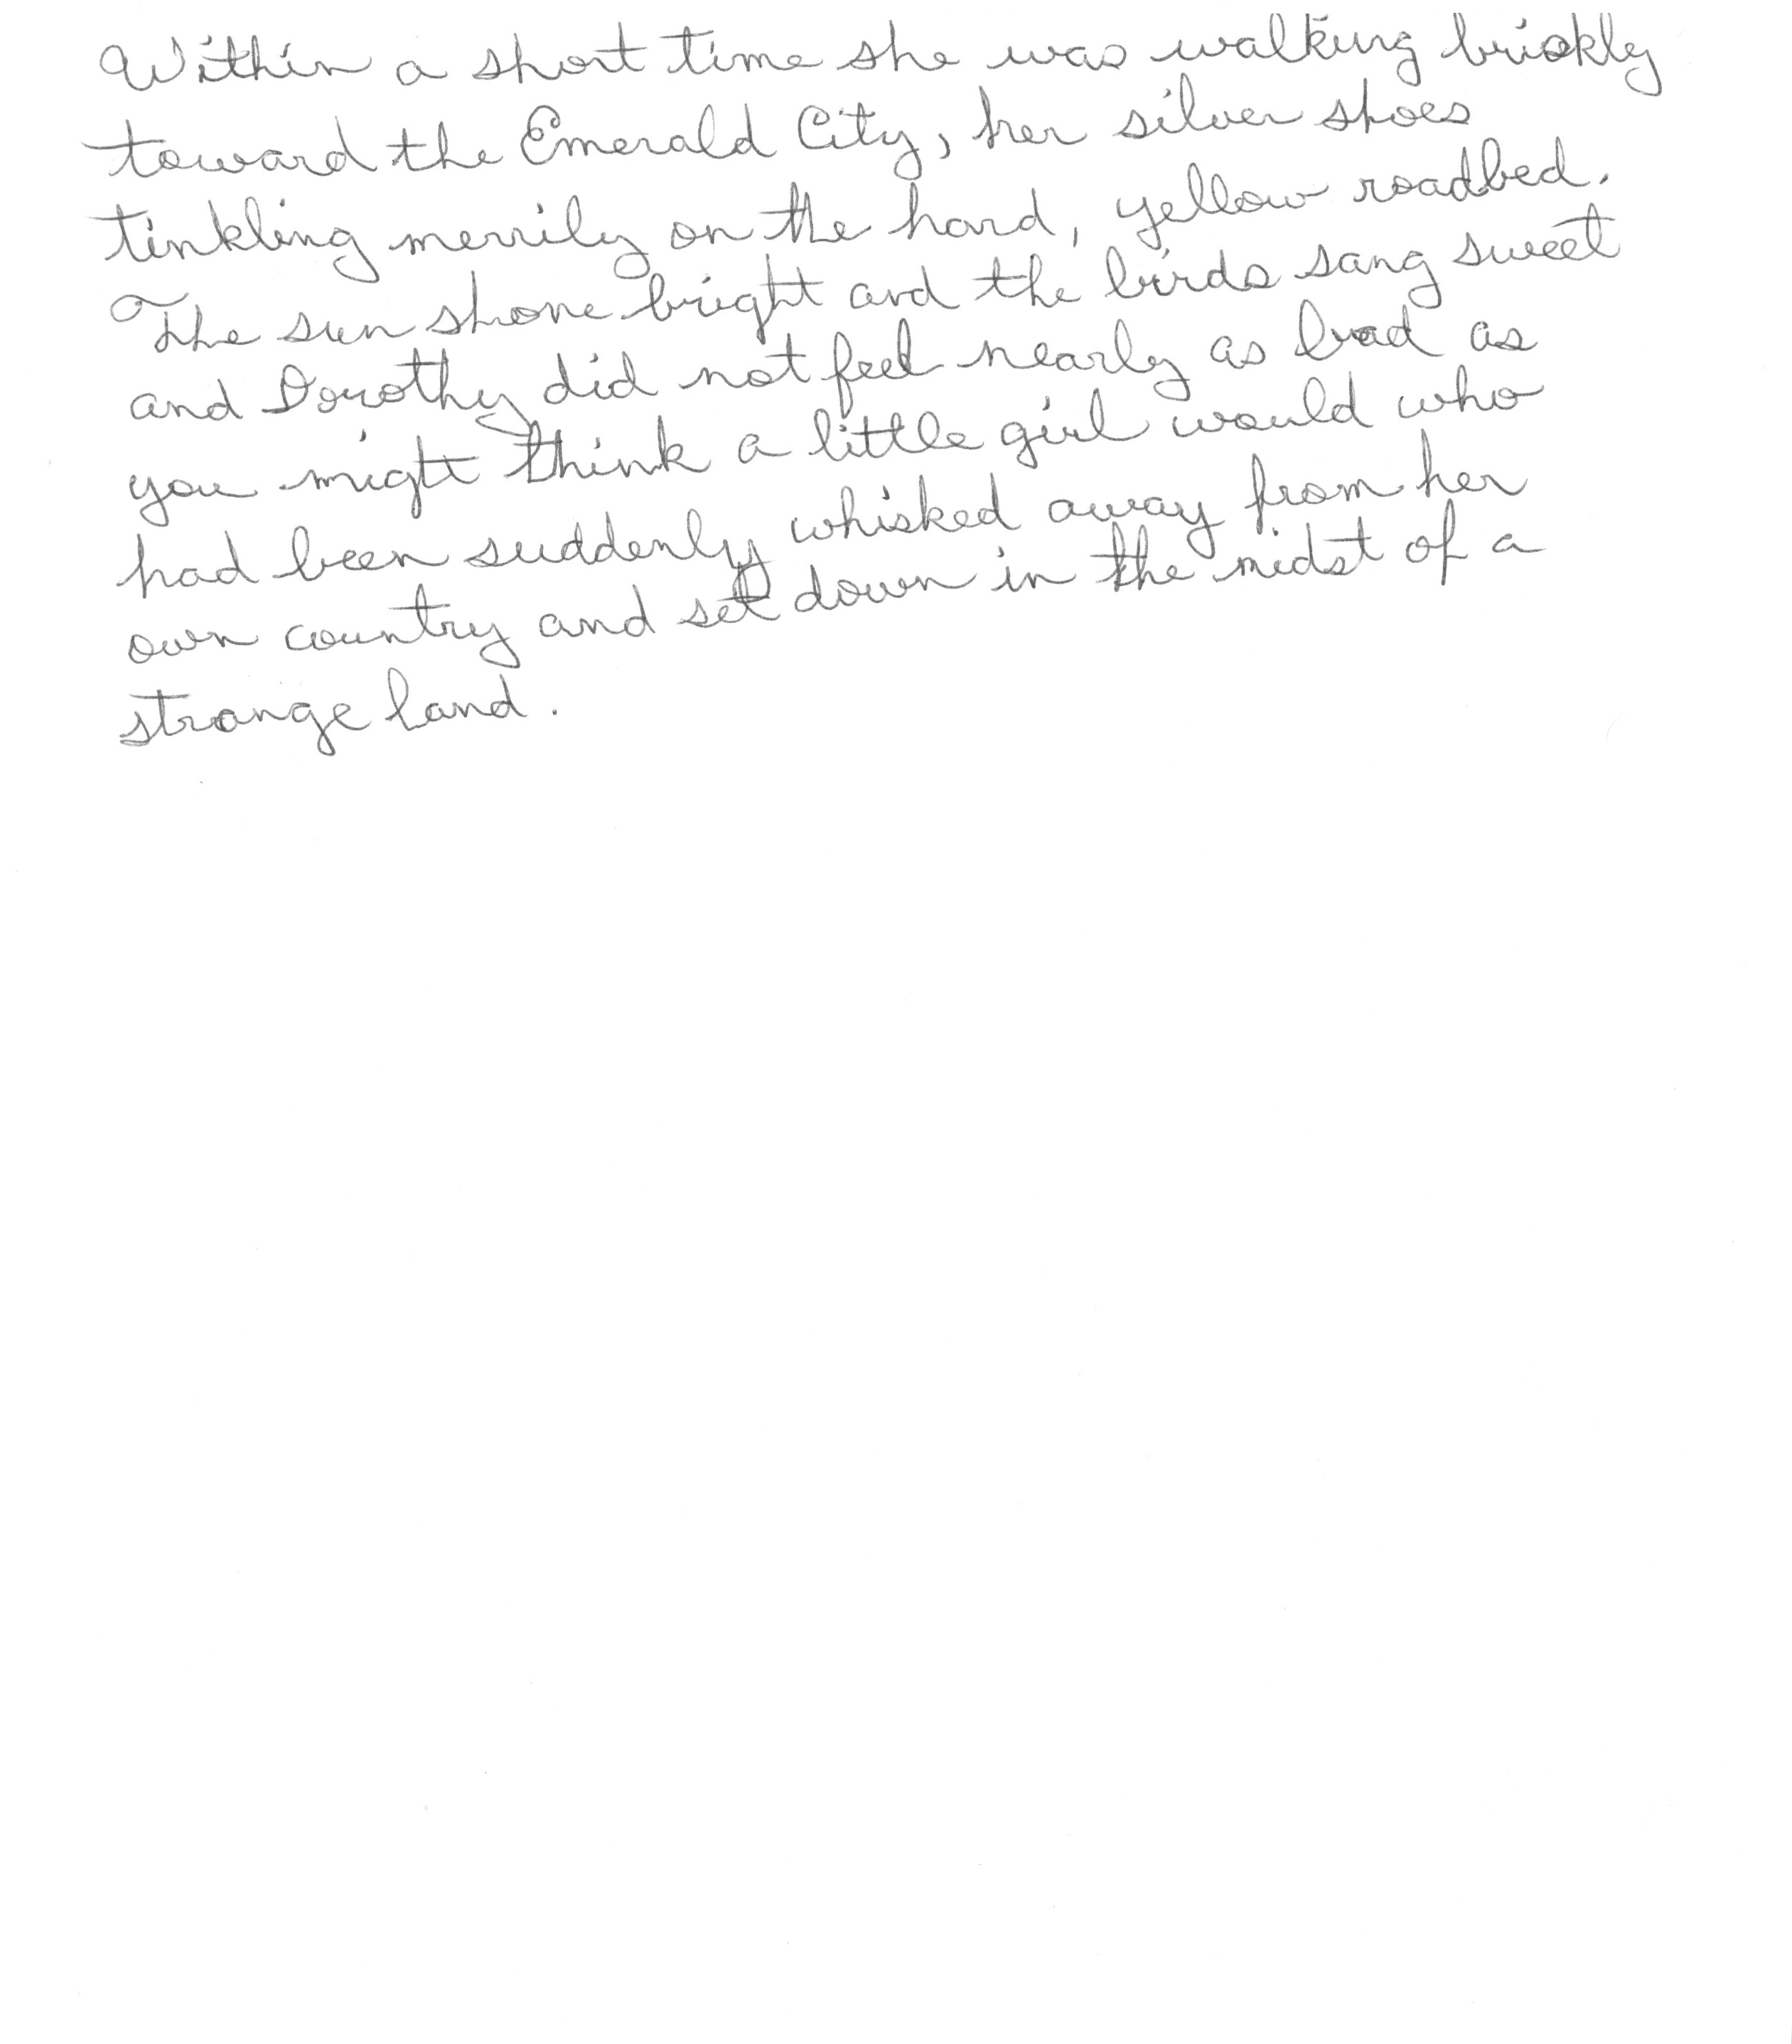 Within a short time she was walking briskly
toward the Emerald City, her silver shoes
tinkling merrily on the hard, yellow roadbed.
The sun shone bright and the birds sang sweet
and Dorothy did not feel nearly as bad as
you might think a little girl would who
had been suddenly whisked away from her
own country and set down in the midst of a
strange land.